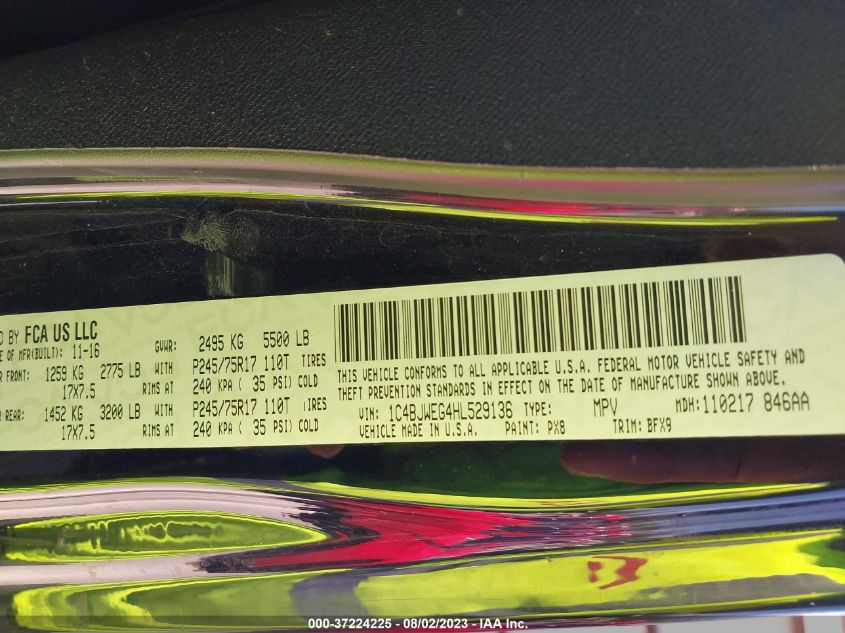 D BY FCA US LLC
E OF MFR(BUILT): 11-16 GVWR: 2495 KG 5500 LB
FRONT: 1259 KG 2775 LB WITH P245/75R17 110T TIRES
17X7.5 RIMS AT 240 KPA ( 35 PSI) COLD
REAR: 1452 KG 3200 LB WITH P245/75R17 110T TIRES
17X7.5 RIMS AT 240 KPA ( 35 PSI) COLD
THIS VEHICLE CONFORMS TO ALL APPLICABLE U.S.A. FEDERAL MOTOR VEHICLE SAFETY AND
THEFT PREVENTION STANDARDS IN EFFECT ON THE DATE OF MANUFACTURE SHOWN ABOVE.
VIN: 1C4BJWEG4HL529136 TYPE: MPV MDH: 110217 846AA
VEHICLE MADE IN U.S.A. PAINT: PX8 TRIM: BFX9
000-37224225 - 08/02/2023 - IAA Inc.